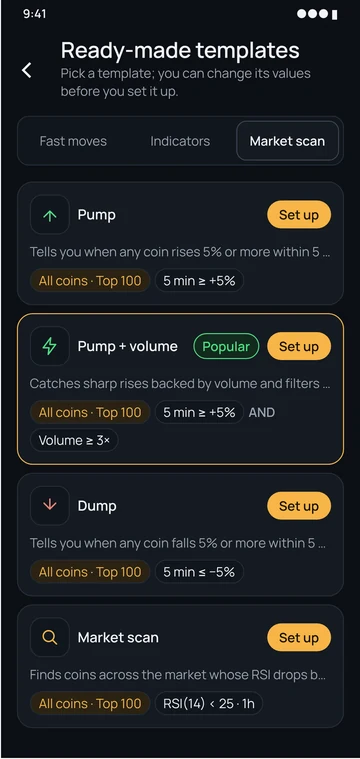 9:41
Ready-made templates
Pick a template; you can change its values
before you set it up.
Fast moves
Indicators
Market scan
Pump
Set up
Tells you when any coin rises 5% or more within 5 …
All coins · Top 100
5 min ≥ +5%
Pump + volume
Popular
Set up
Catches sharp rises backed by volume and filters …
All coins · Top 100
5 min ≥ +5%
AND
Volume ≥ 3×
Dump
Set up
Tells you when any coin falls 5% or more within 5 …
All coins · Top 100
5 min ≤ −5%
Market scan
Set up
Finds coins across the market whose RSI drops b…
All coins · Top 100
RSI(14) < 25 · 1h